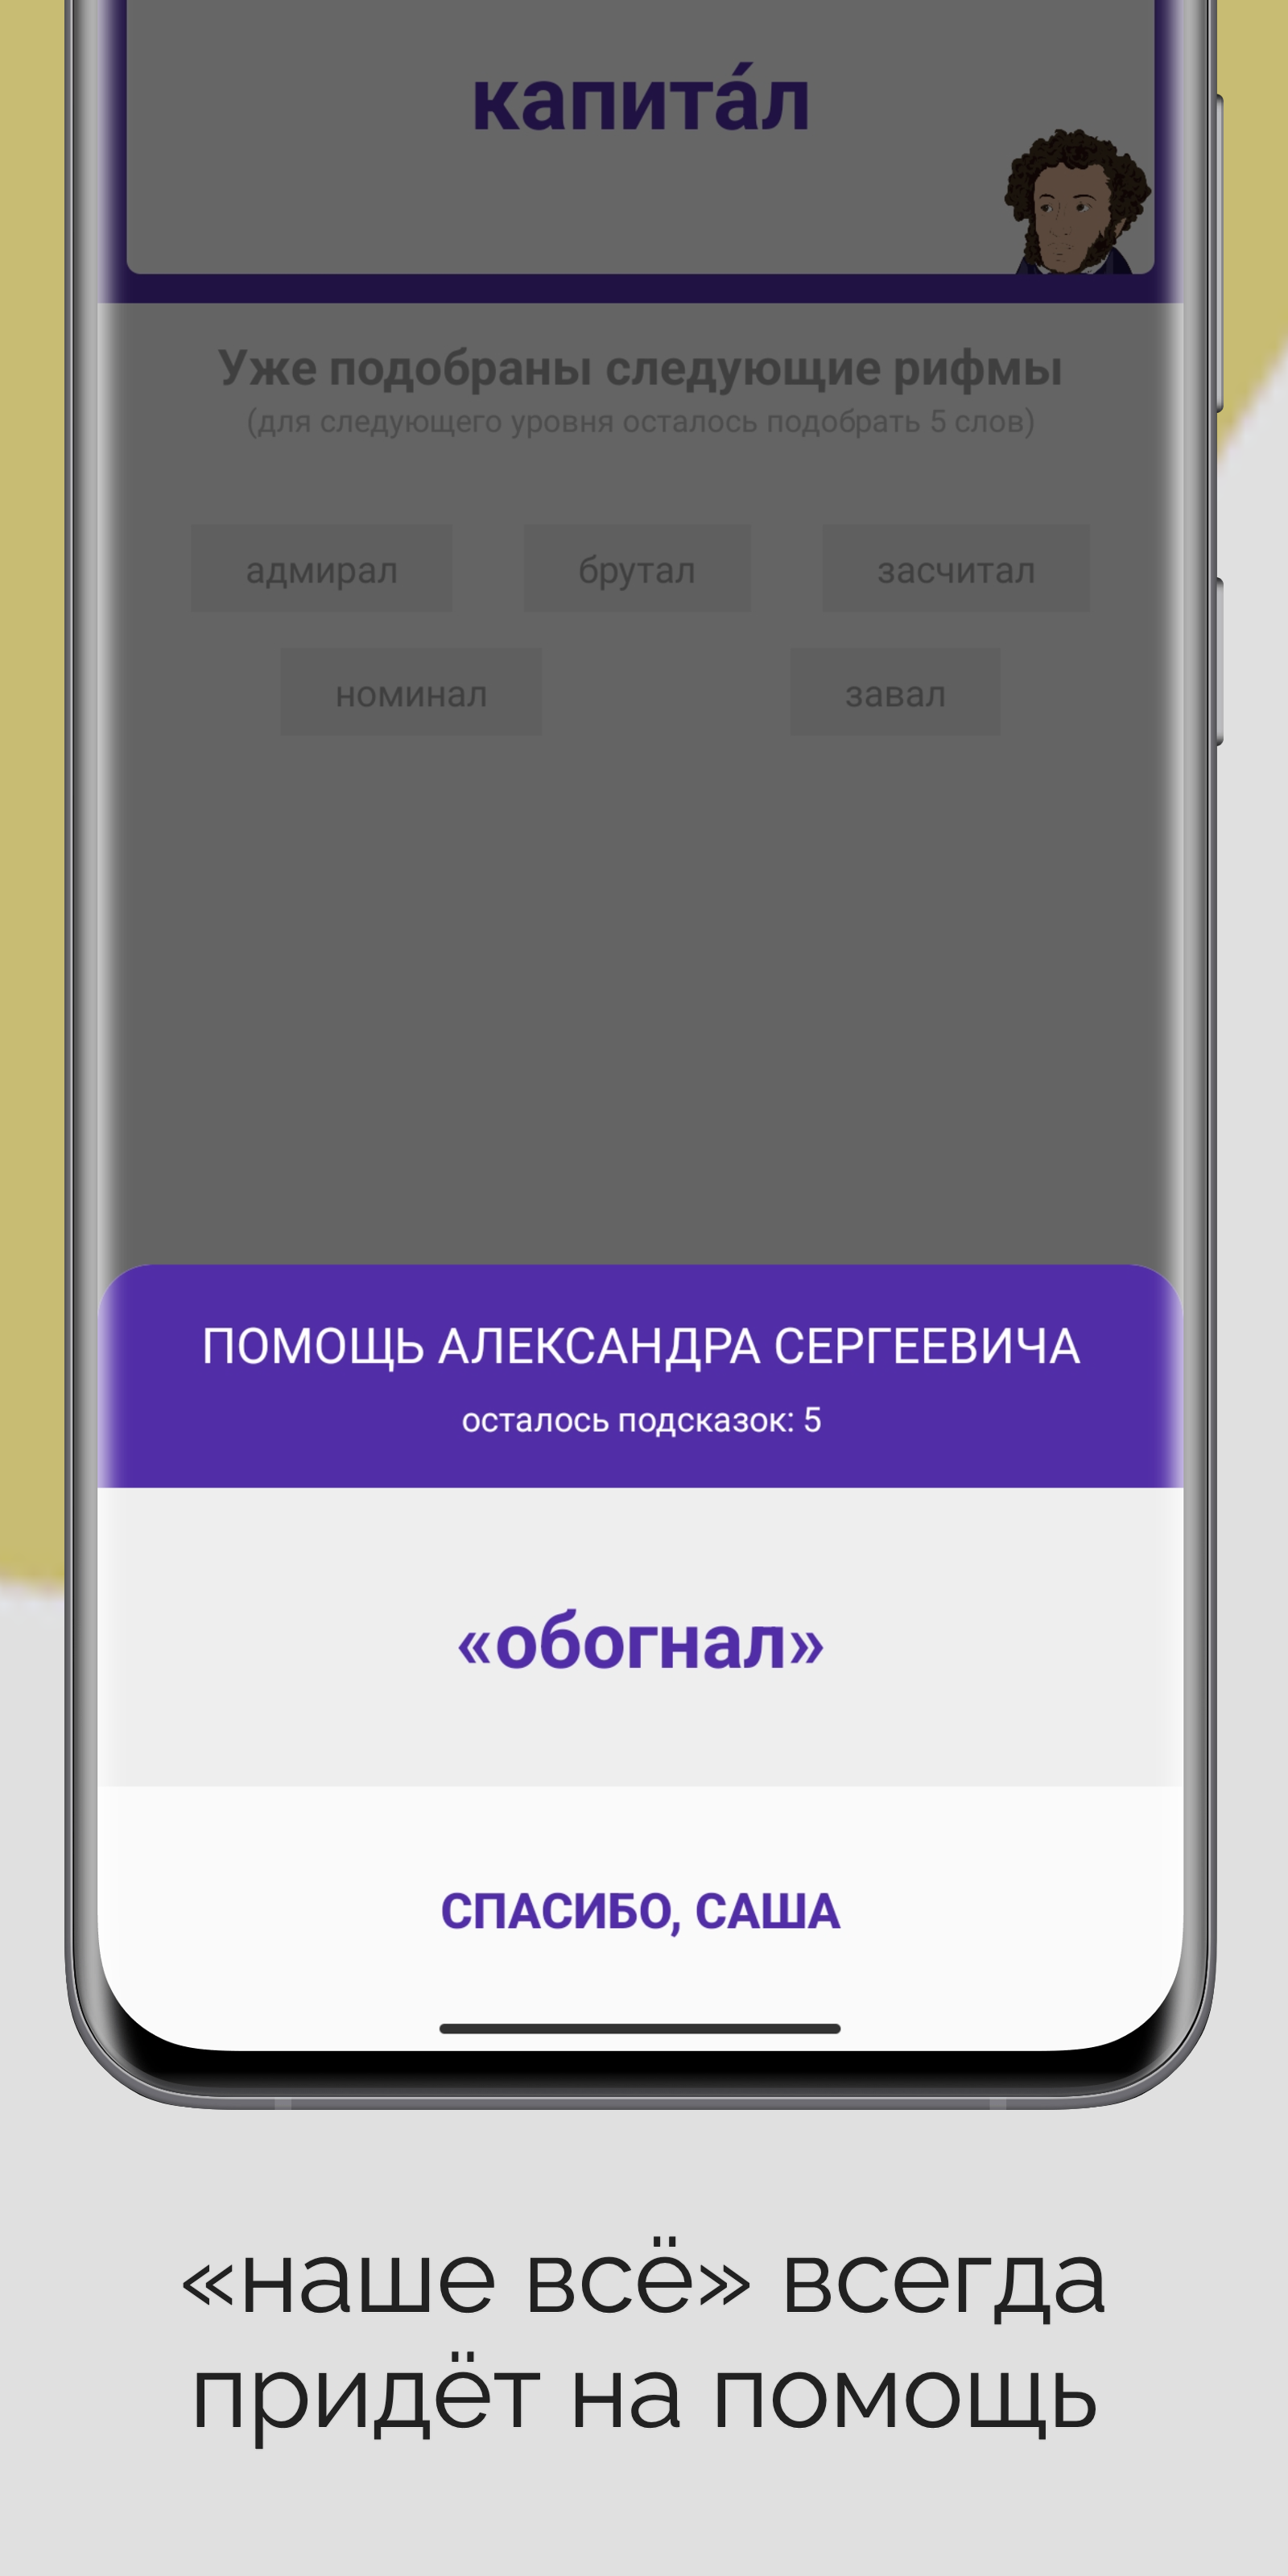 капита́л
Уже подобраны следующие рифмы
(для следующего уровня осталось подобрать 5 слов)
адмирал брутал засчитал
номинал завал
ПОМОЩЬ АЛЕКСАНДРА СЕРГЕЕВИЧА
осталось подсказок: 5
«обогнал»
СПАСИБО, САША
«наше всё» всегда
придёт на помощь